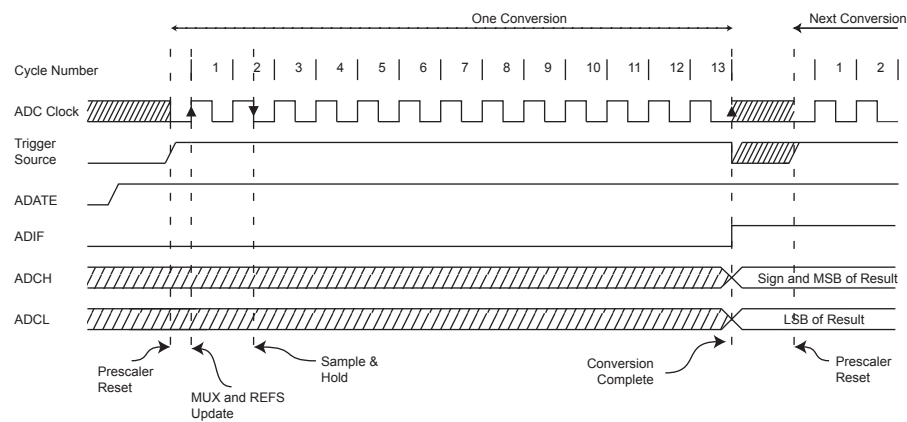 One Conversion
Next Conversion
Cycle Number
1 2 3 4 5 6 7 8 9 10 11 12 13 1 2
ADC Clock
Trigger
Source
ADATE
ADIF
ADCH
Sign and MSB of Result
ADCL
LSB of Result
Prescaler
Reset
MUX and REFS
Update
Sample &
Hold
Conversion
Complete
Prescaler
Reset